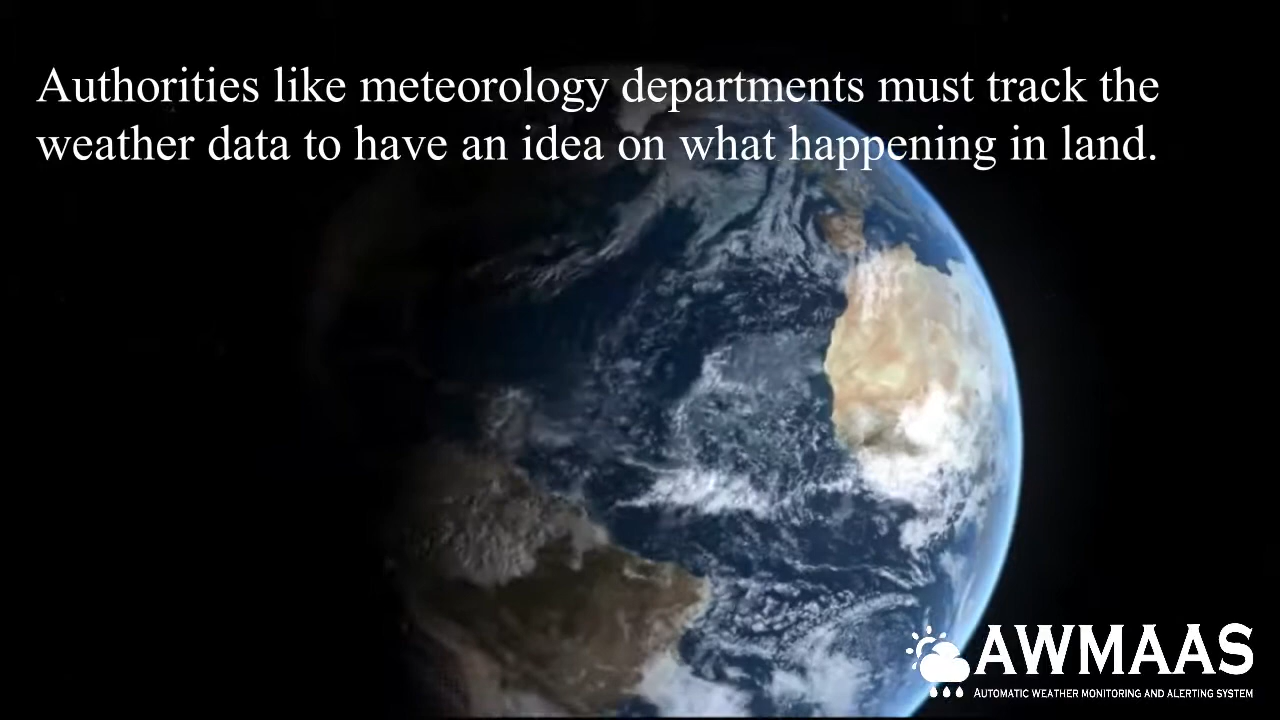 Authorities like meteorology departments must track the
weather data to have an idea on what happening in land.
AWMAAS
AUTOMATIC WEATHER MONITORING AND ALERTING SYSTEM